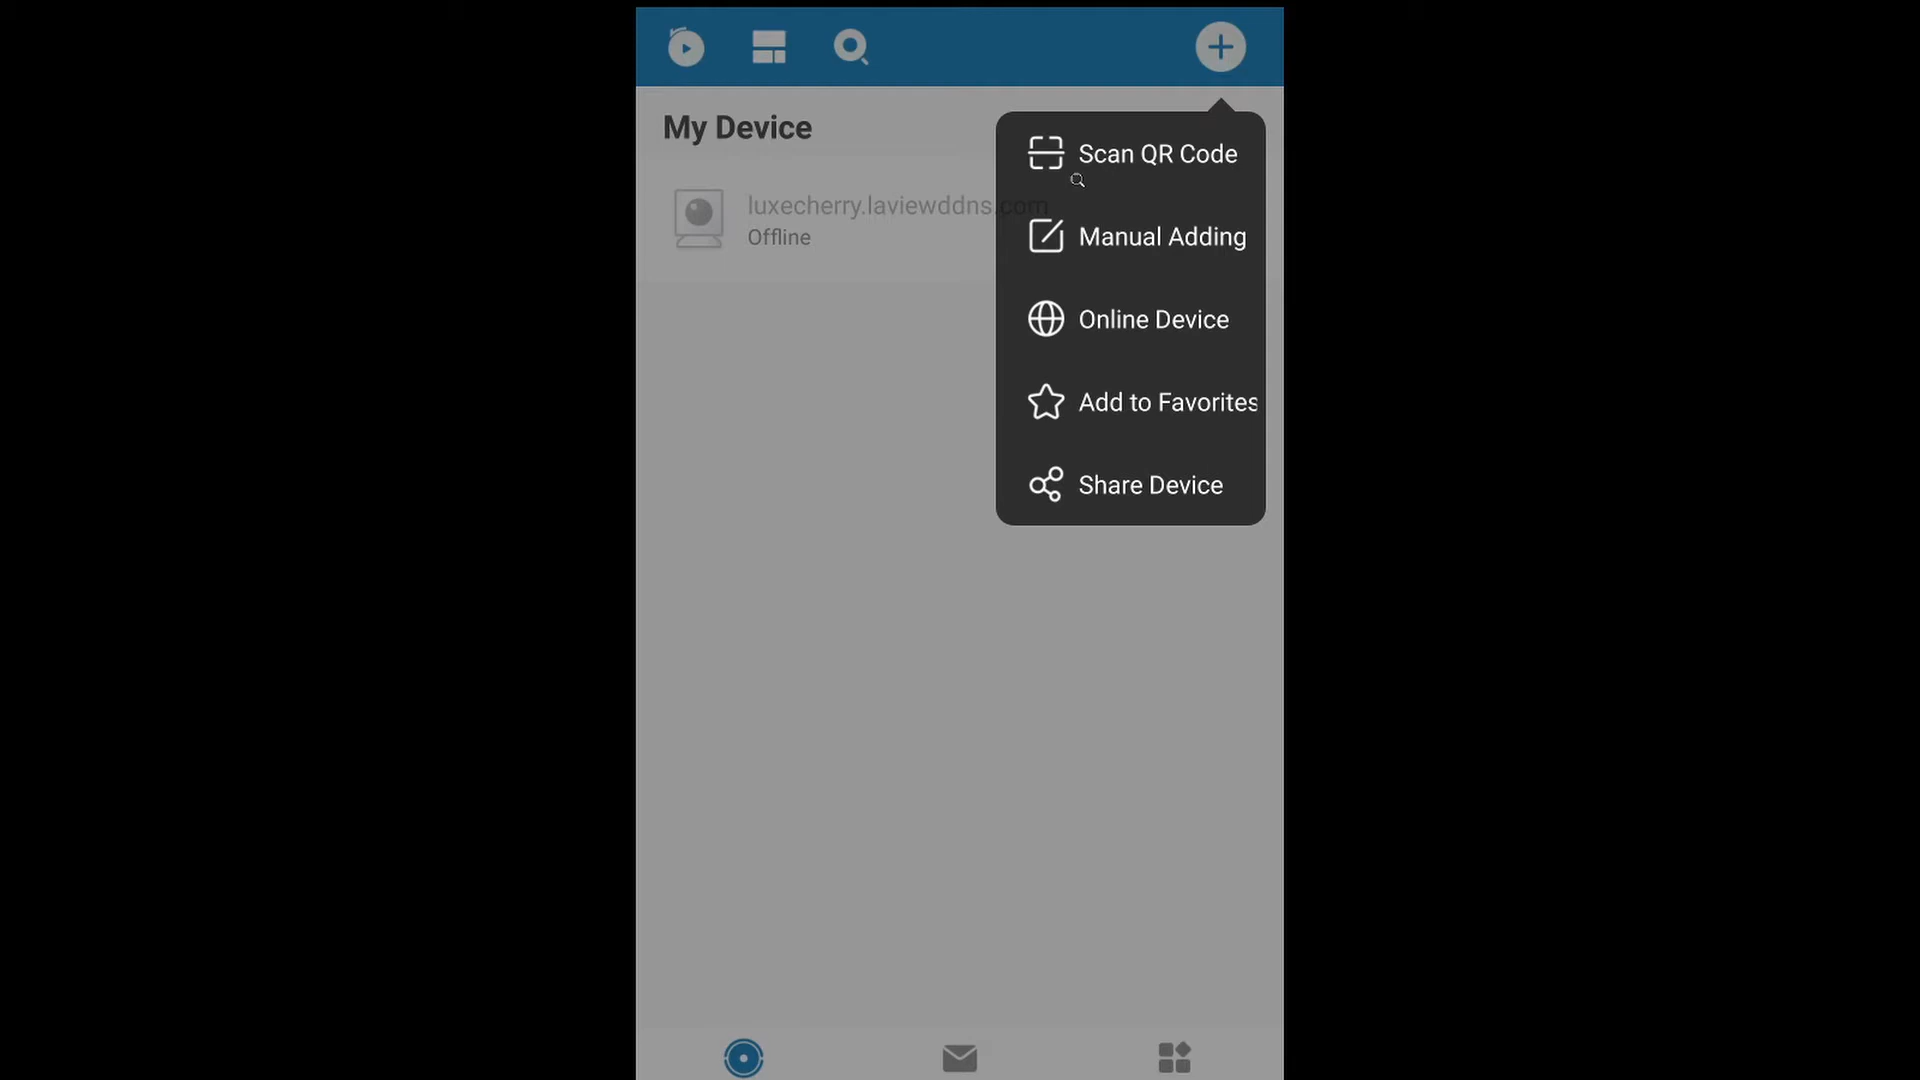 My Device
luxecherry.laviewddns.com
Offline
Scan QR Code
Manual Adding
Online Device
Add to Favorites
Share Device